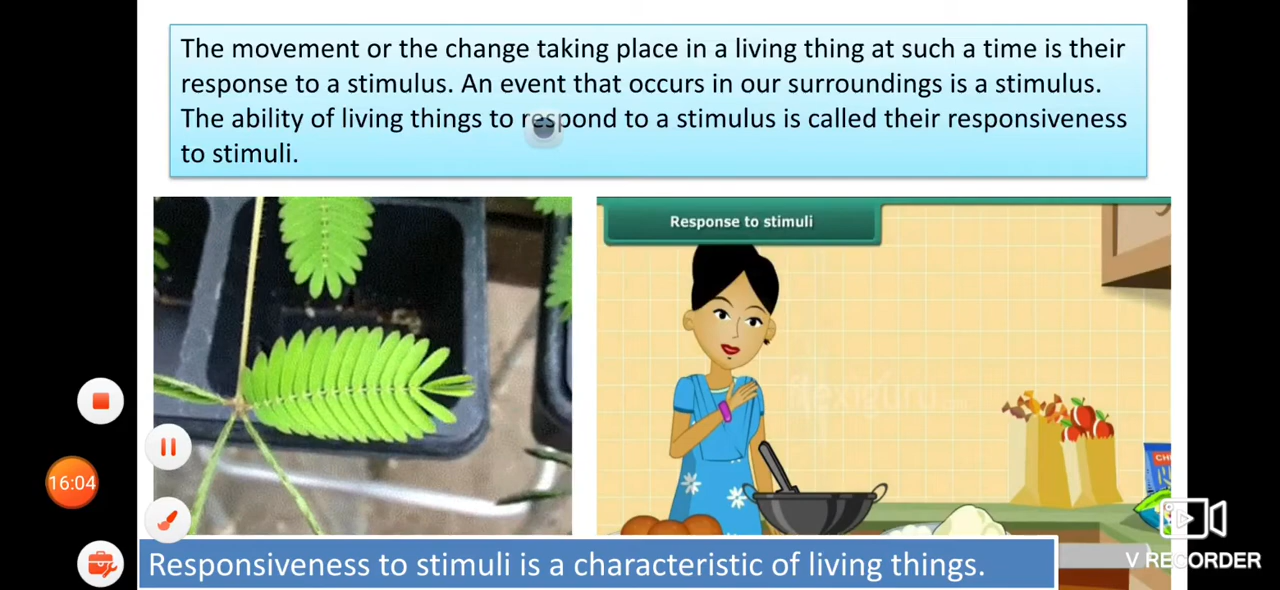 The movement or the change taking place in a living thing at such a time is their
response to a stimulus. An event that occurs in our surroundings is a stimulus.
The ability of living things to respond to a stimulus is called their responsiveness
to stimuli.
Response to stimuli
flexiguru
CH
16:04
V RECORDER
Responsiveness to stimuli is a characteristic of living things.